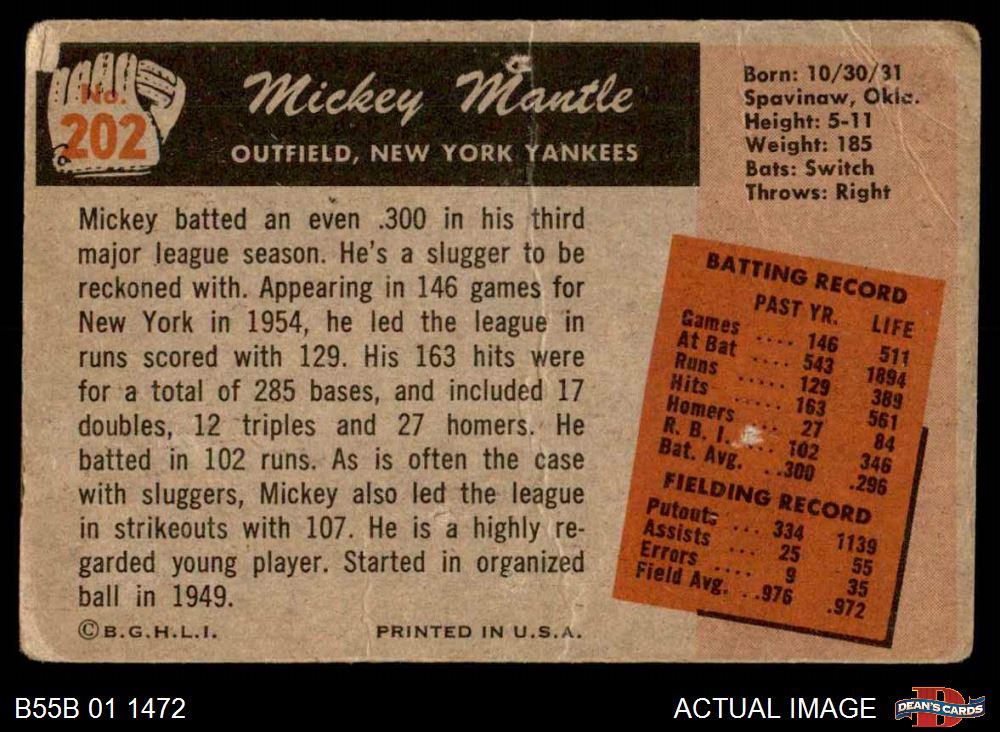 No.
202
Mickey Mantle
OUTFIELD, NEW YORK YANKEES
Born: 10/30/31
Spavinaw, Okla.
Height: 5-11
Weight: 185
Bats: Switch
Throws: Right
Mickey batted an even .300 in his third
major league season. He's a slugger to be
reckoned with. Appearing in 146 games for
New York in 1954, he led the league in
runs scored with 129. His 163 hits were
for a total of 285 bases, and included 17
doubles, 12 triples and 27 homers. He
batted in 102 runs. As is often the case
with sluggers, Mickey also led the league
in strikeouts with 107. He is a highly re-
garded young player. Started in organized
ball in 1949.
©B.G.H.L.I.
PRINTED IN U.S.A.
BATTING RECORD
PAST YR. LIFE
Games .... 146 511
At Bat .... 543 1894
Runs ..... 129 389
Hits ..... 163 561
Homers .... 27 84
R. B. I. .. 102 346
Bat. Avg. . .300 .296
FIELDING RECORD
Putouts ... 334 1139
Assists ... 25 55
Errors .... 9 35
Field Avg. . .976 .972
B55B 01 1472
ACTUAL IMAGE
D
DEAN'S CARDS